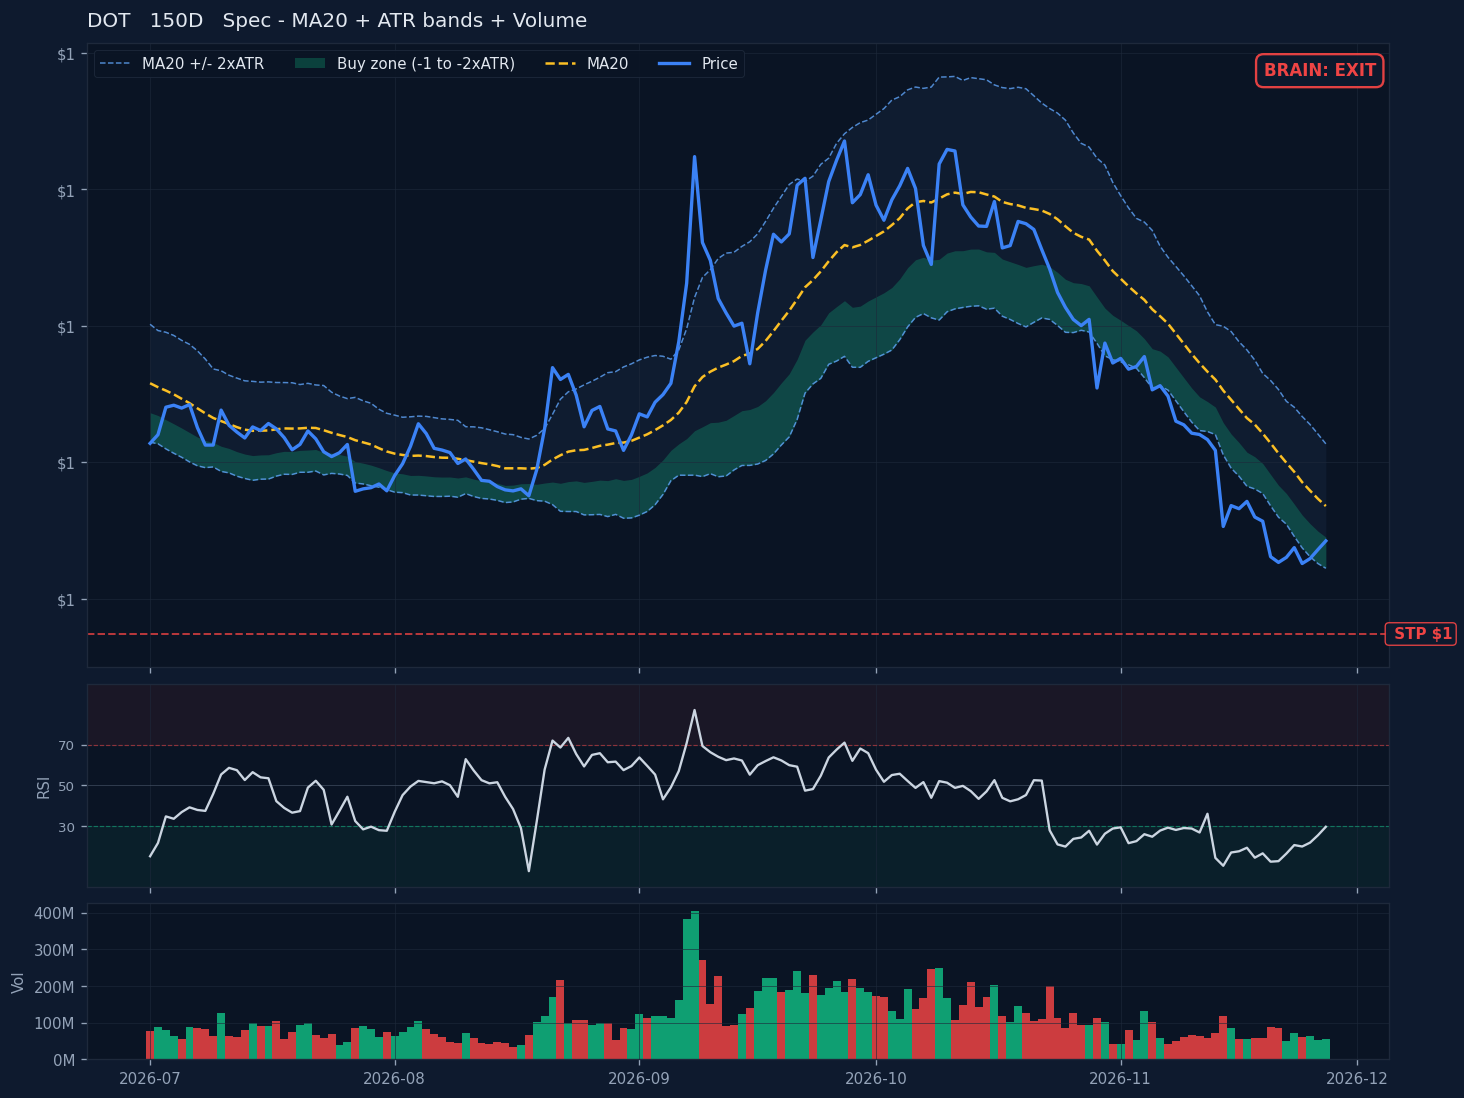 DOT 150D Spec - MA20 + ATR bands + Volume
MA20 +/- 2xATR Buy zone (-1 to -2xATR) MA20 Price
BRAIN: EXIT
$1
$1
$1
$1
$1
STP $1
RSI
70
50
30
Vol
400M
300M
200M
100M
0M
2026-07 2026-08 2026-09 2026-10 2026-11 2026-12